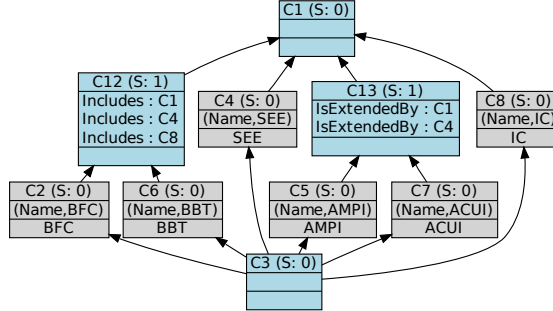 C1 (S: 0)
C12 (S: 1)
Includes : C1
Includes : C4
Includes : C8
C4 (S: 0)
(Name,SEE)
SEE
C13 (S: 1)
IsExtendedBy : C1
IsExtendedBy : C4
C8 (S: 0)
(Name,IC)
IC
C2 (S: 0)
(Name,BFC)
BFC
C6 (S: 0)
(Name,BBT)
BBT
C5 (S: 0)
(Name,AMPI)
AMPI
C7 (S: 0)
(Name,ACUI)
ACUI
C3 (S: 0)